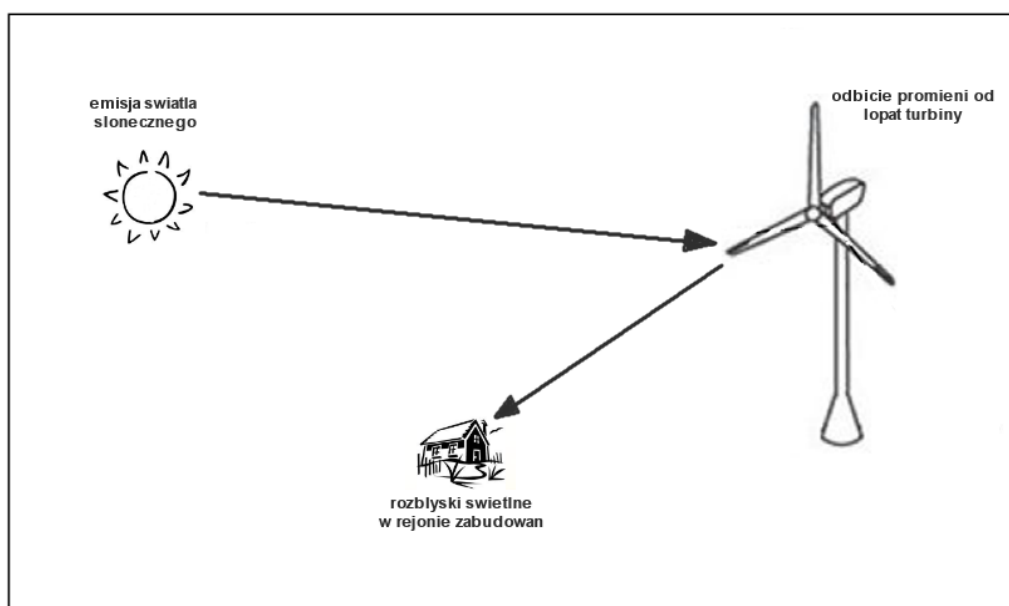 emisja swiatla
slonecznego
odbicie promieni od
lopat turbiny
rozblyski swietlne
w rejonie zabudowan